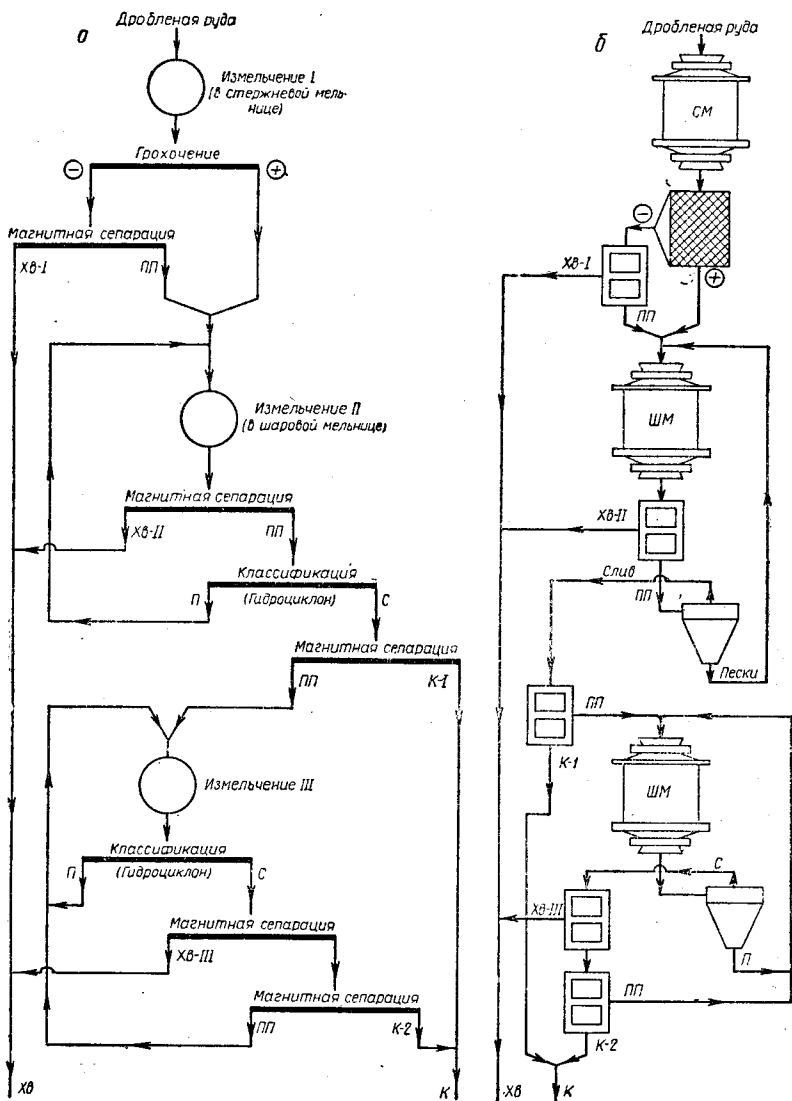 а
Дробленая руда
Измельчение I
(в стержневой мель-
нице)
Грохочение
−
+
Магнитная сепарация
Хв-I
ПП
Измельчение II
(в шаровой мельнице)
Магнитная сепарация
Хв-II
ПП
Классификация
(Гидроциклон)
П
С
Магнитная сепарация
ПП
К-I
Измельчение III
Классификация
(Гидроциклон)
П
С
Магнитная сепарация
Хв-III
Магнитная сепарация
ПП
К-2
Хв
К
б
Дробленая руда
СМ
−
+
Хв-I
ПП
ШМ
Хв-II
Слив
ПП
Пески
ПП
К-1
ШМ
С
Хв-III
П
ПП
К-2
Хв
К